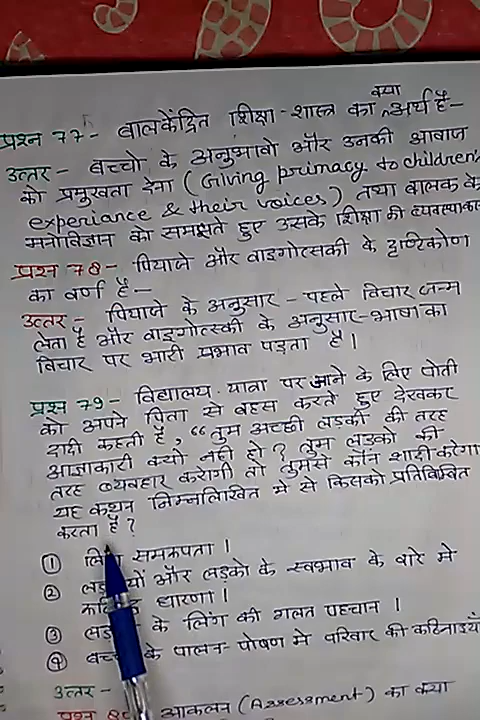 क्या
प्रश्न 77- बालकेंद्रित शिक्षा-शास्त्र का अर्थ है-
उत्तर - बच्चो के अनुभावो और उनकी आवाज
को प्रमुखता देना (Giving primacy to children's
experiance & their voices) तथा बालक के
मनोविज्ञान को समझते हुए उसके शिक्षा की
प्रश्न 78- पियाजे और वाइगोत्सकी के दृष्टिकोण
का वर्ण है-
उत्तर - पियाजे के अनुसार - पहले विचार जन्म
लेता है और वाइगोत्स्की के अनुसार-भाषा का
विचार पर भारी प्रभाव पड़ता है।
प्रश्न 79- विद्यालय यात्रा पर आने के लिए पोती
को अपने पिता से बहस करते हुए देखकर
दादी कहती है, "तुम अच्छी लड़की की तरह
आज्ञाकारी क्यो नही हो? तुम लड़को की
तरह व्यवहार करोगी तो तुमसे कौन शादी करेगा
यह कथन निम्नलिखित मे से किसको प्रतिबिम्बित
करता है?
① समरूपता।
② और लड़को के स्वभाव के बारे मे
धारणा।
③ के लिंग की गलत पहचान।
④ के पालन-पोषण मे परिवार की कठिनाइयाँ
उत्तर -
प्रश्न आकलन (Assessment) का क्या